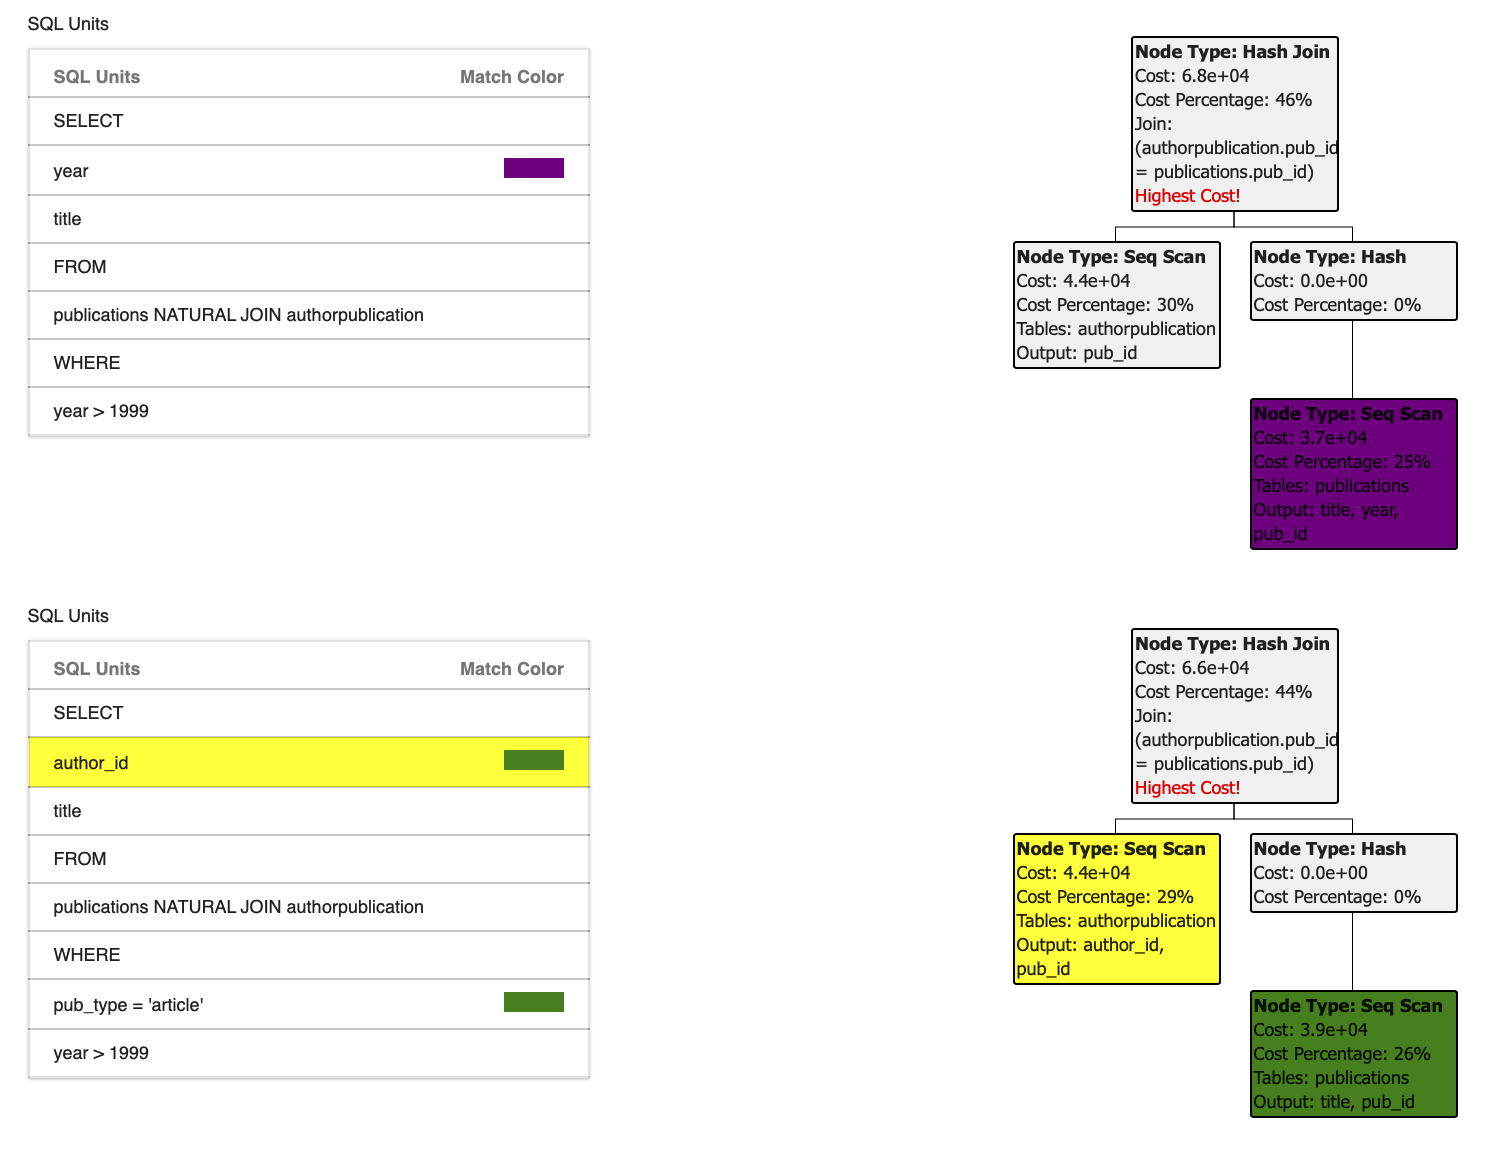 SQL Units
SQL Units Match Color
SELECT
year
title
FROM
publications NATURAL JOIN authorpublication
WHERE
year > 1999
Node Type: Hash Join
Cost: 6.8e+04
Cost Percentage: 46%
Join:
(authorpublication.pub_id
= publications.pub_id)
Highest Cost!
Node Type: Seq Scan
Cost: 4.4e+04
Cost Percentage: 30%
Tables: authorpublication
Output: pub_id
Node Type: Hash
Cost: 0.0e+00
Cost Percentage: 0%
Node Type: Seq Scan
Cost: 3.7e+04
Cost Percentage: 25%
Tables: publications
Output: title, year,
pub_id
SQL Units
SQL Units Match Color
SELECT
author_id
title
FROM
publications NATURAL JOIN authorpublication
WHERE
pub_type = 'article'
year > 1999
Node Type: Hash Join
Cost: 6.6e+04
Cost Percentage: 44%
Join:
(authorpublication.pub_id
= publications.pub_id)
Highest Cost!
Node Type: Seq Scan
Cost: 4.4e+04
Cost Percentage: 29%
Tables: authorpublication
Output: author_id,
pub_id
Node Type: Hash
Cost: 0.0e+00
Cost Percentage: 0%
Node Type: Seq Scan
Cost: 3.9e+04
Cost Percentage: 26%
Tables: publications
Output: title, pub_id